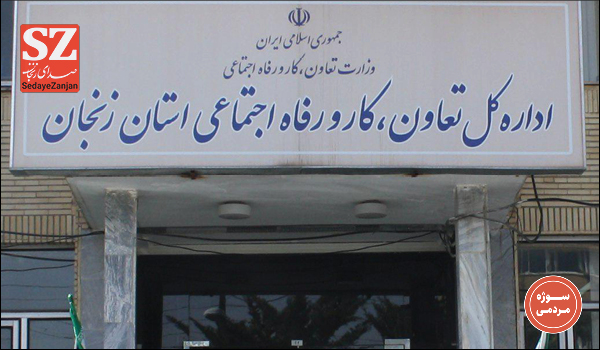 SZ
صدای زنجان
SedayeZanjan
جمهوری اسلامی ایران
وزارت تعاون، کار و رفاه اجتماعی
اداره کل تعاون، کار و رفاه اجتماعی استان زنجان
سوژه
مردمی